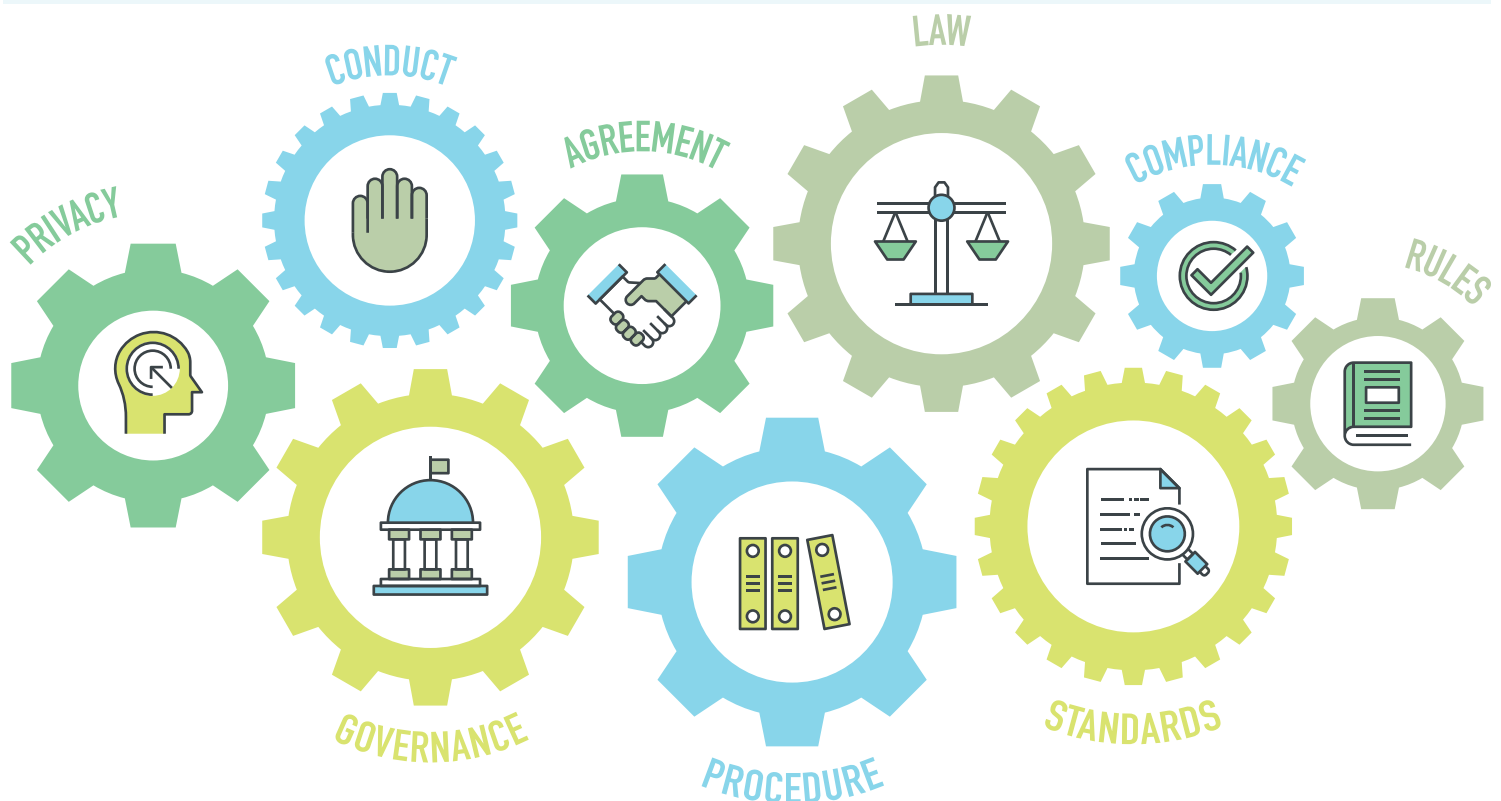 LAW
CONDUCT
AGREEMENT
COMPLIANCE
PRIVACY
RULES
GOVERNANCE
STANDARDS
PROCEDURE